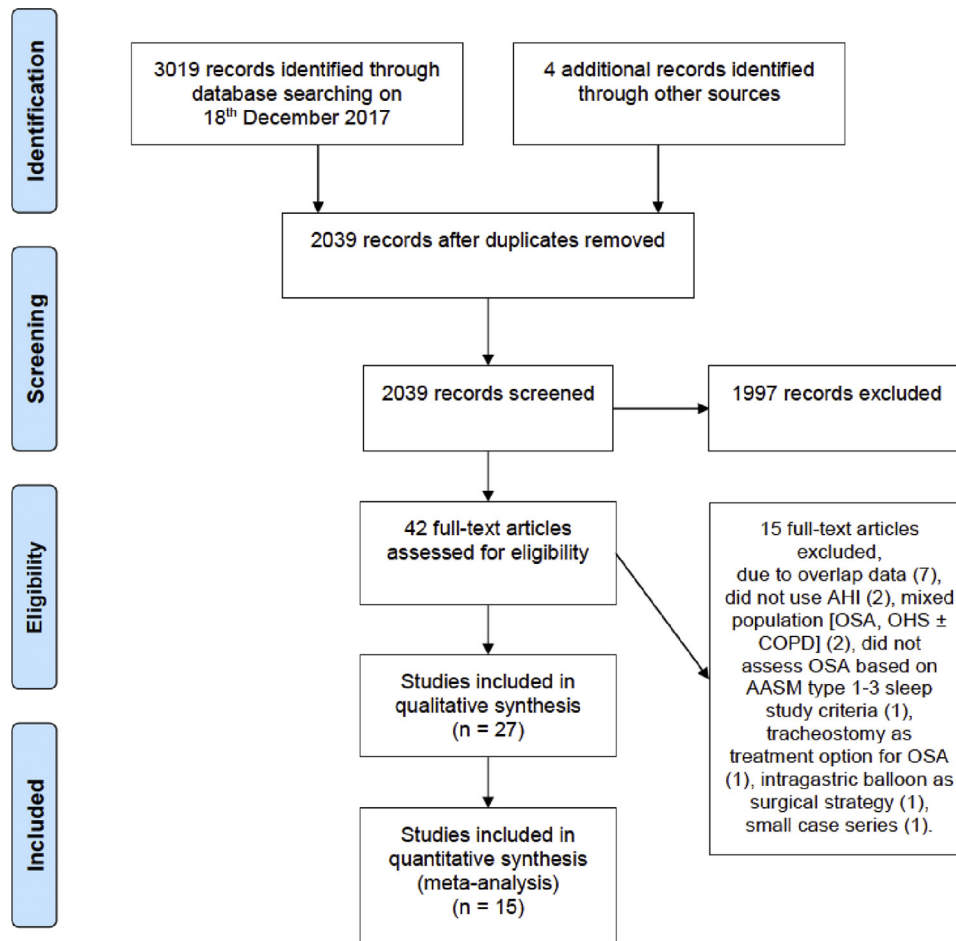 Identification
3019 records identified through
database searching on
18th December 2017
4 additional records identified
through other sources
2039 records after duplicates removed
Screening
2039 records screened
1997 records excluded
Eligibility
42 full-text articles
assessed for eligibility
15 full-text articles
excluded,
due to overlap data (7),
did not use AHI (2), mixed
population [OSA, OHS ±
COPD] (2), did not
assess OSA based on
AASM type 1-3 sleep
study criteria (1),
tracheostomy as
treatment option for OSA
(1), intragastric balloon as
surgical strategy (1),
small case series (1).
Studies included in
qualitative synthesis
(n = 27)
Included
Studies included in
quantitative synthesis
(meta-analysis)
(n = 15)